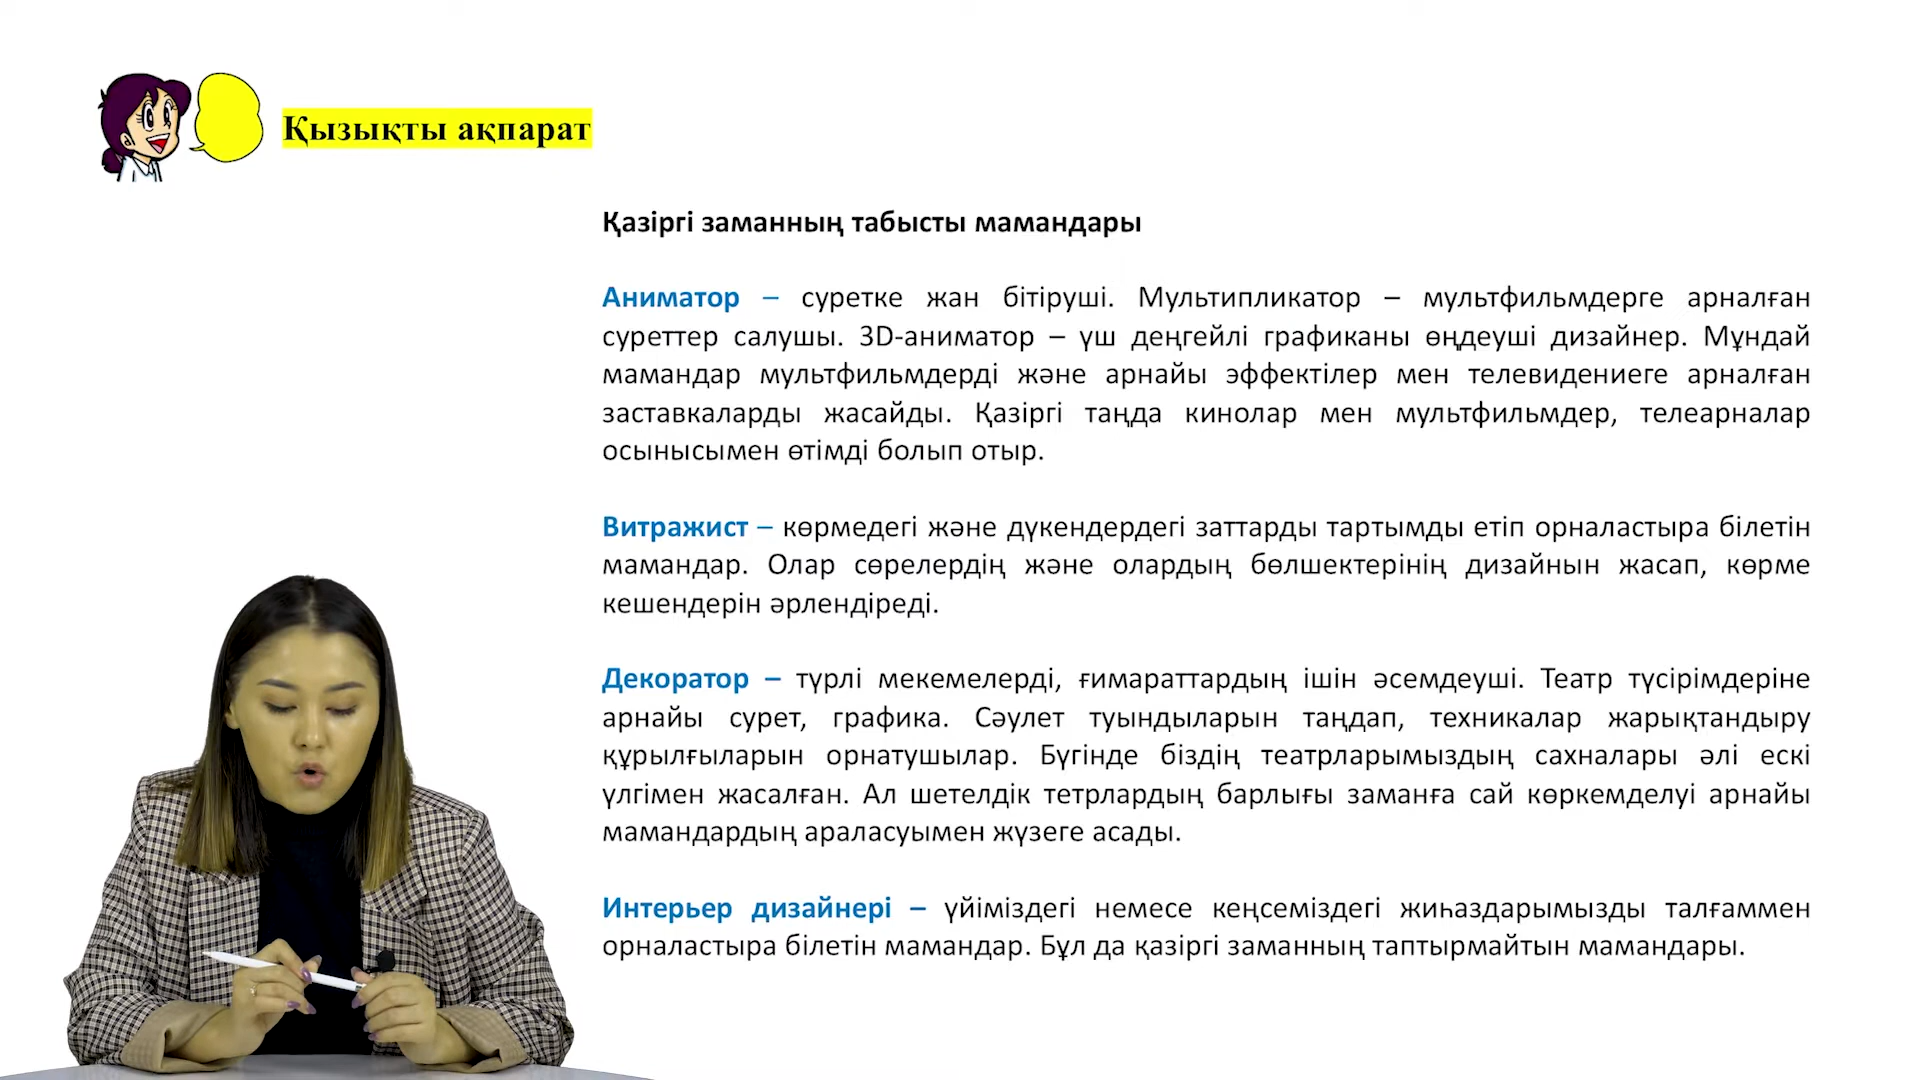 Қызықты ақпарат
Қазіргі заманның табысты мамандары
Аниматор – суретке жан бітіруші. Мультипликатор – мультфильмдерге арналған
суреттер салушы. 3D-аниматор – үш деңгейлі графиканы өңдеуші дизайнер. Мұндай
мамандар мультфильмдерді және арнайы эффектілер мен телевидениеге арналған
заставкаларды жасайды. Қазіргі таңда кинолар мен мультфильмдер, телеарналар
осынысымен өтімді болып отыр.
Витражист – көрмедегі және дүкендердегі заттарды тартымды етіп орналастыра білетін
мамандар. Олар сөрелердің және олардың бөлшектерінің дизайнын жасап, көрме
кешендерін әрлендіреді.
Декоратор – түрлі мекемелерді, ғимараттардың ішін әсемдеуші. Театр түсірімдеріне
арнайы сурет, графика. Сәулет туындыларын таңдап, техникалар жарықтандыру
құрылғыларын орнатушылар. Бүгінде біздің театрларымыздың сахналары әлі ескі
үлгімен жасалған. Ал шетелдік тетрлардың барлығы заманға сай көркемделуі арнайы
мамандардың араласуымен жүзеге асады.
Интерьер дизайнері – үйіміздегі немесе кеңсеміздегі жиһаздарымызды талғаммен
орналастыра білетін мамандар. Бұл да қазіргі заманның таптырмайтын мамандары.